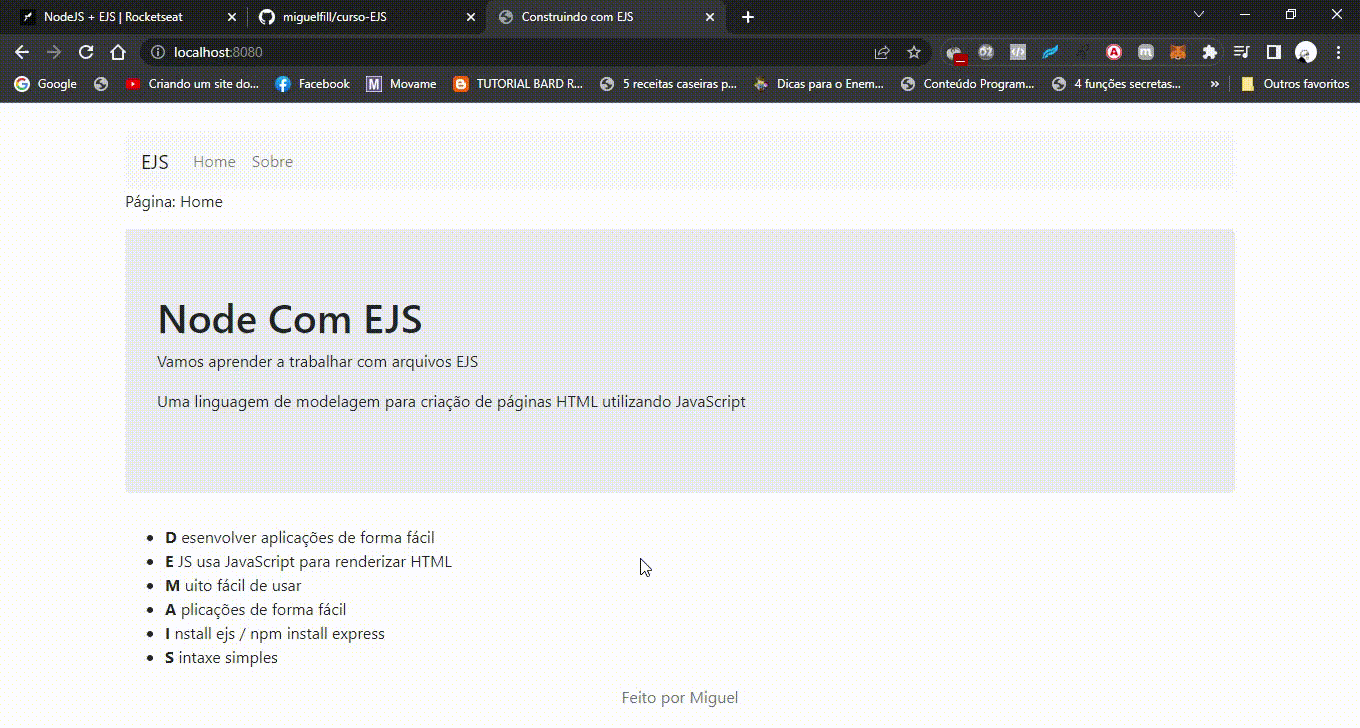 NodeJS + EJS | Rocketseat
miguelfill/curso-EJS
Construindo com EJS
localhost:8080
Google
Criando um site do...
Facebook
Movame
TUTORIAL BARD R...
5 receitas caseiras p...
Dicas para o Enem...
Conteúdo Program...
4 funções secretas...
»
Outros favoritos
EJS Home Sobre
Página: Home
Node Com EJS
Vamos aprender a trabalhar com arquivos EJS
Uma linguagem de modelagem para criação de páginas HTML utilizando JavaScript
D esenvolver aplicações de forma fácil
E JS usa JavaScript para renderizar HTML
M uito fácil de usar
A plicações de forma fácil
I nstall ejs / npm install express
S intaxe simples
Feito por Miguel